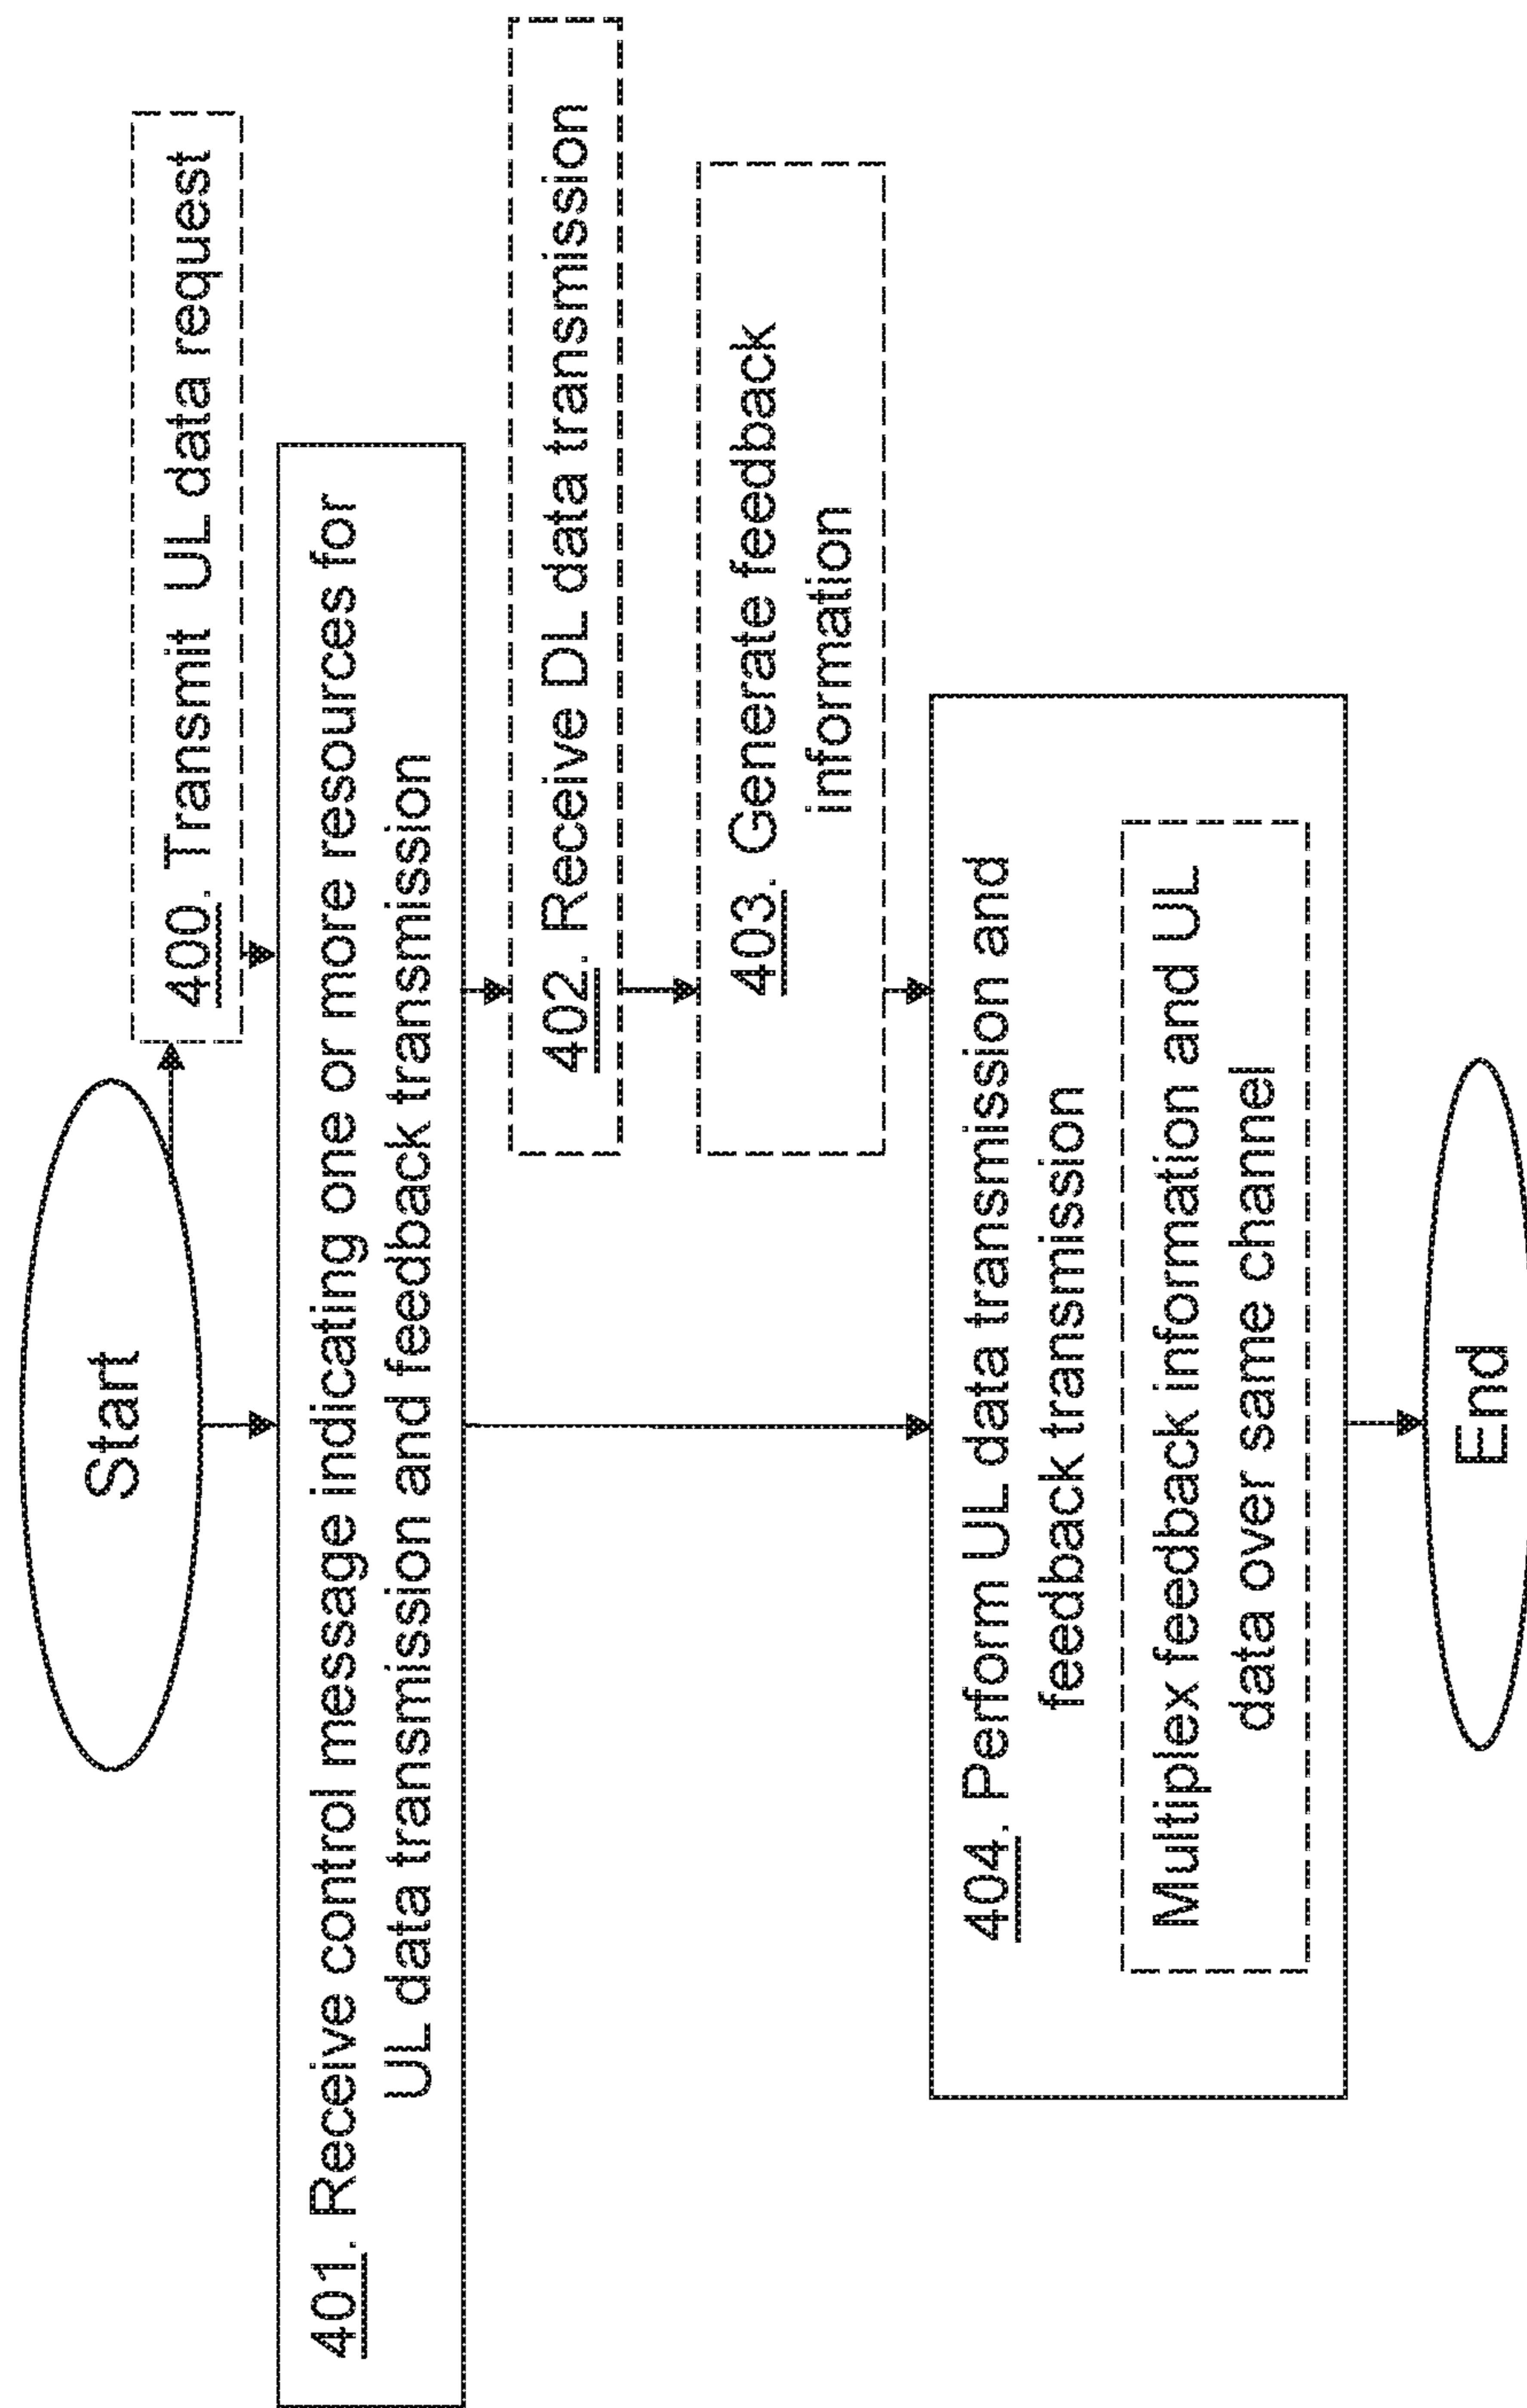 Start
400. Transmit UL data request
401. Receive control message indicating one or more resources for
UL data transmission and feedback transmission
402. Receive DL data transmission
403. Generate feedback
information
404. Perform UL data transmission and
feedback transmission
Multiplex feedback information and UL
data over same channel
End